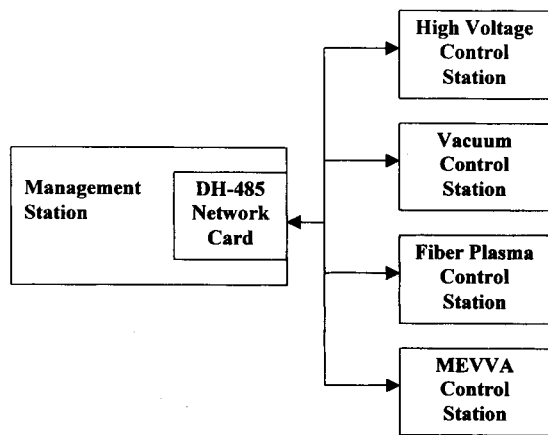 Management
Station
DH-485
Network
Card
High Voltage
Control
Station
Vacuum
Control
Station
Fiber Plasma
Control
Station
MEVVA
Control
Station